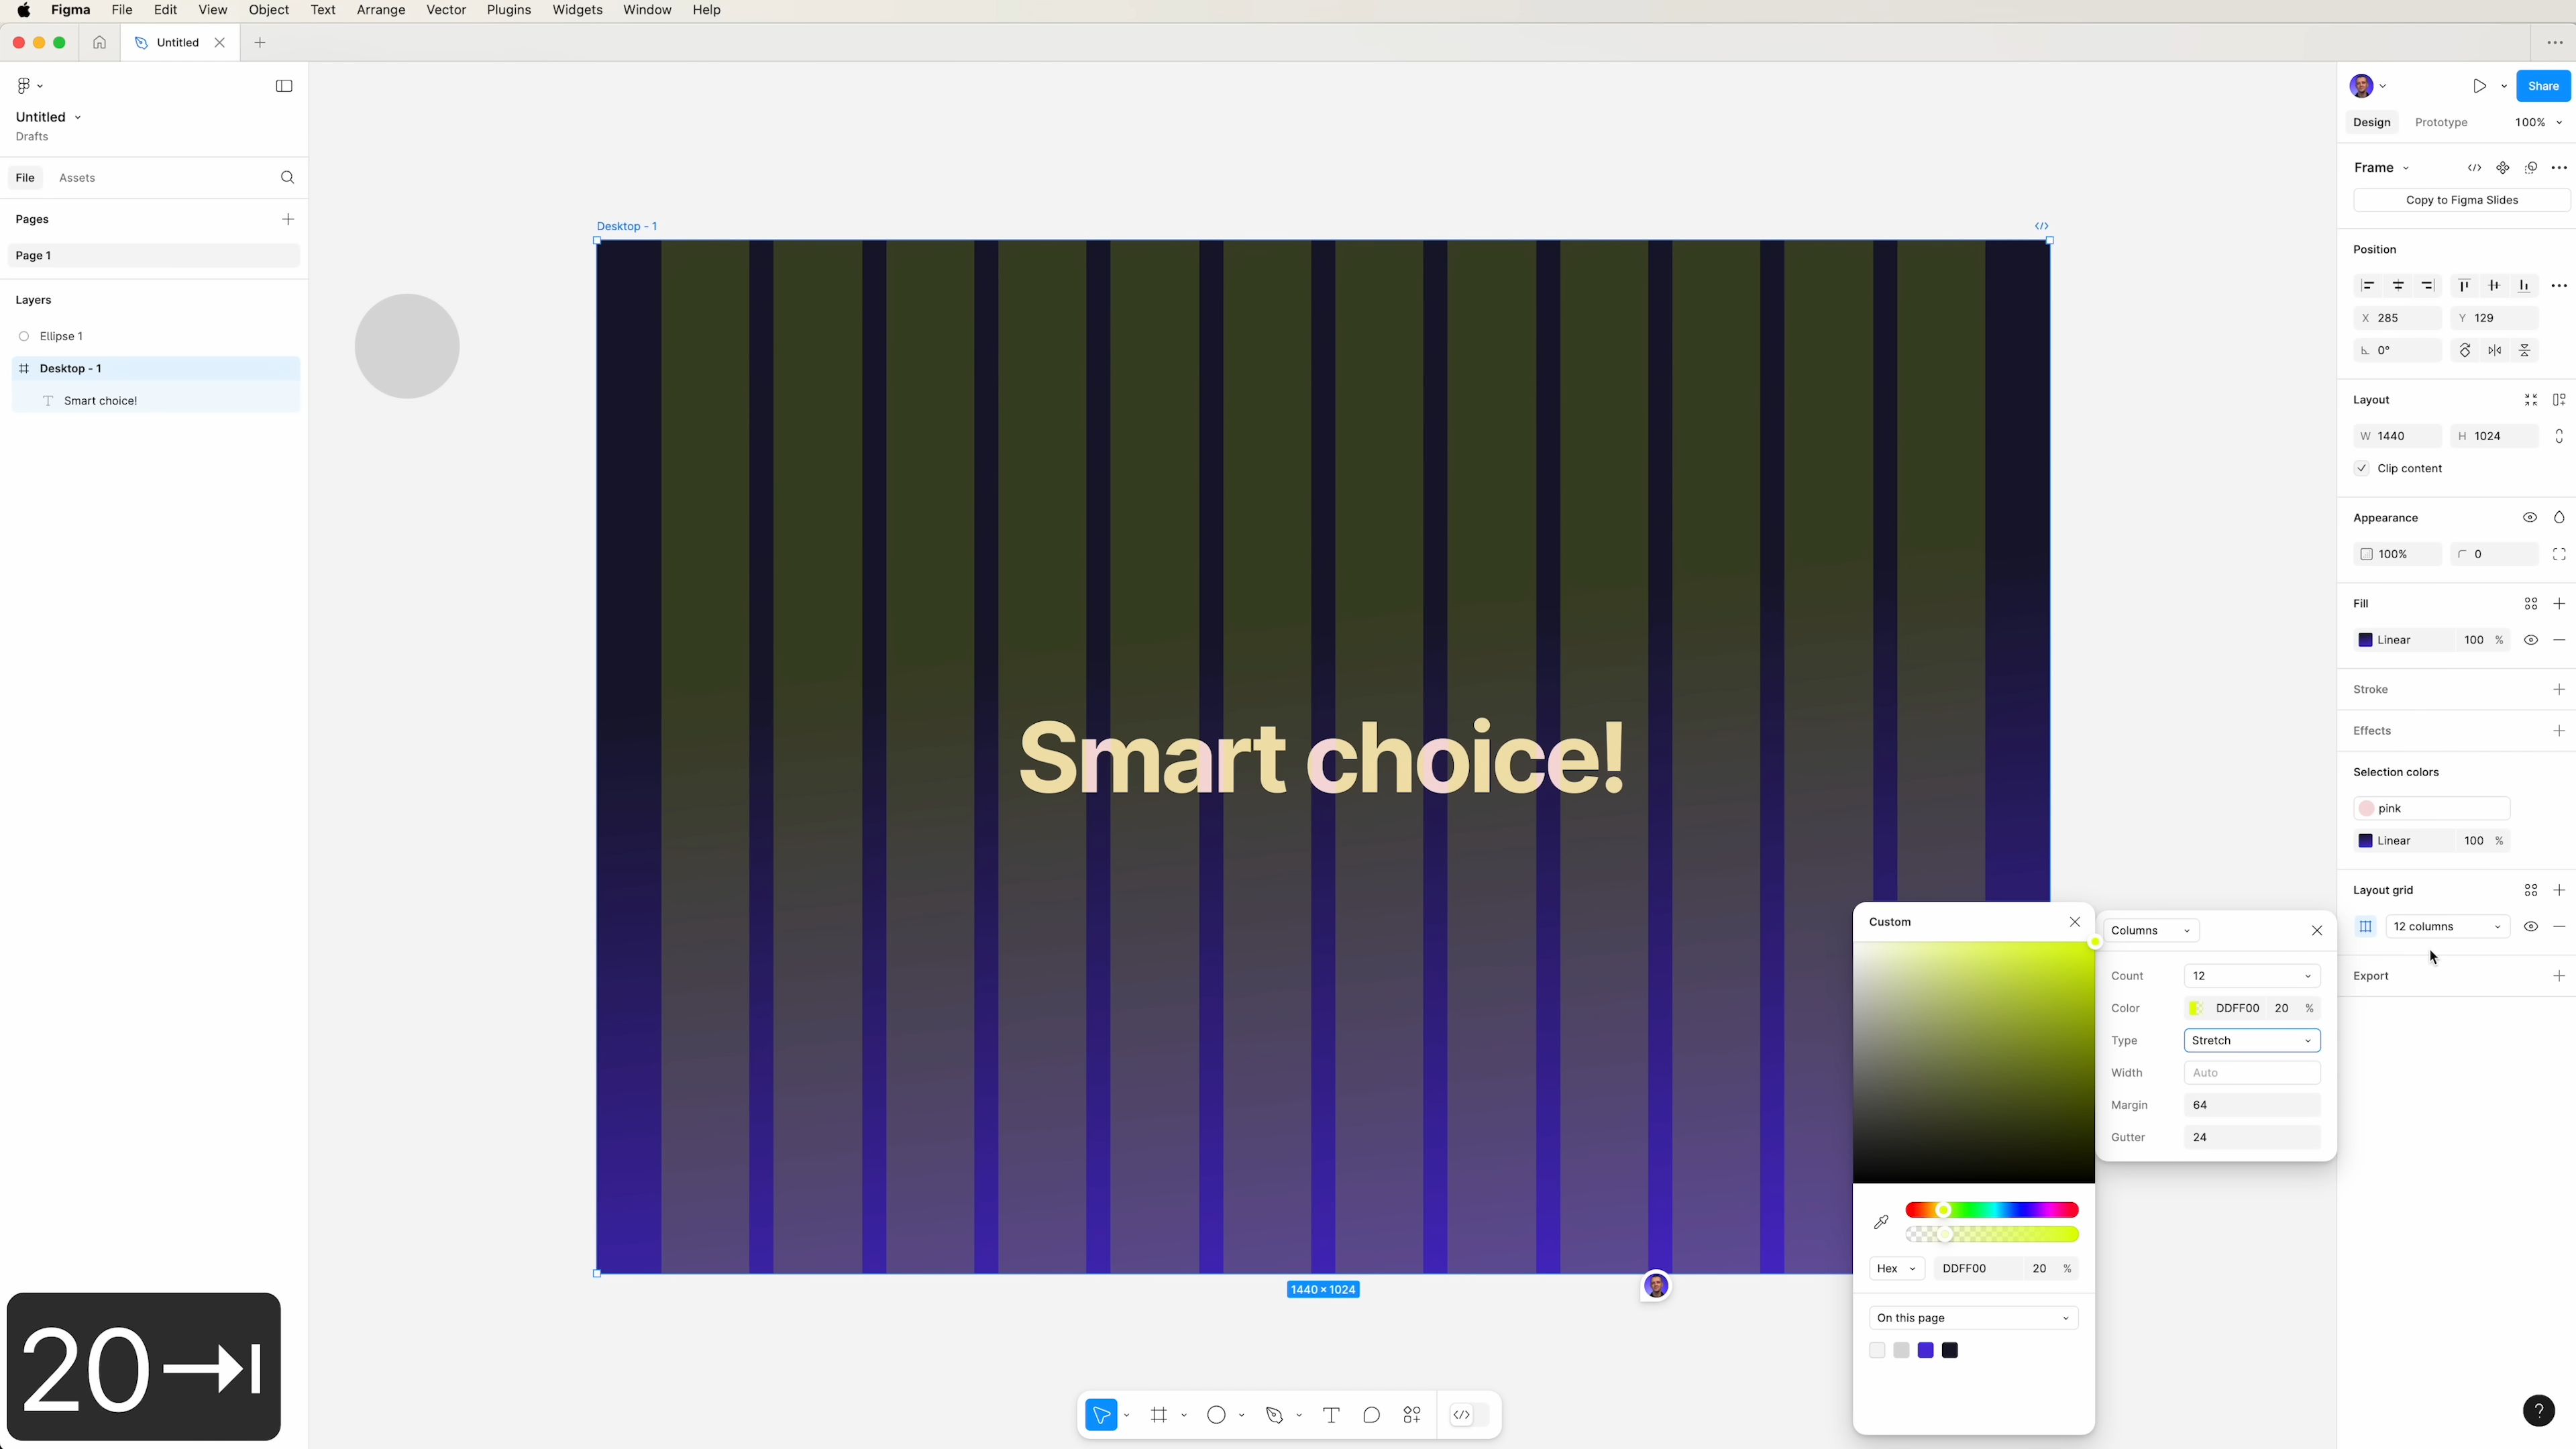 Figma File Edit View Object Text Arrange Vector Plugins Widgets Window Help
Untitled
Untitled
Drafts
File Assets
Pages
Page 1
Layers
Ellipse 1
Desktop - 1
Smart choice!
20
Desktop - 1
Smart choice!
1440 × 1024
Custom
Hex DDFF00 20 %
On this page
Columns
Count 12
Color DDFF00 20 %
Type Stretch
Width Auto
Margin 64
Gutter 24
Share
Design Prototype 100%
Frame
Copy to Figma Slides
Position
X 285 Y 129
0°
Layout
W 1440 H 1024
Clip content
Appearance
100% 0
Fill
Linear 100 %
Stroke
Effects
Selection colors
pink
Linear 100 %
Layout grid
12 columns
Export
?